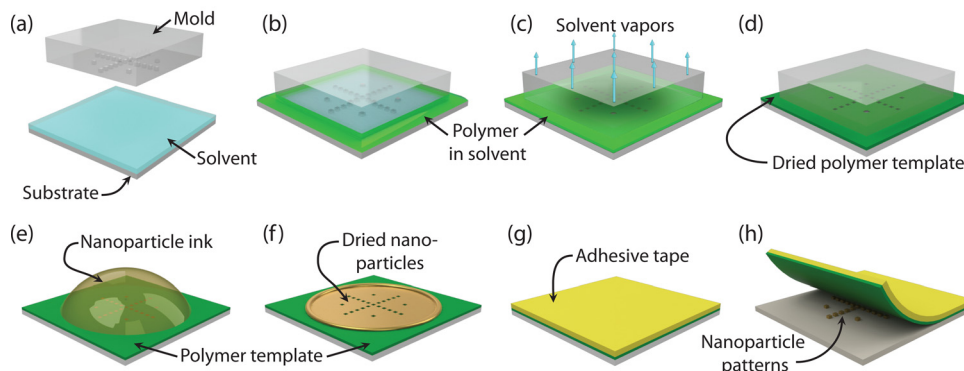 (a)
Mold
Solvent
Substrate
(b)
(c)
Solvent vapors
Polymer
in solvent
(d)
Dried polymer template
(e)
Nanoparticle ink
Polymer template
(f)
Dried nano-
particles
(g)
Adhesive tape
(h)
Nanoparticle
patterns